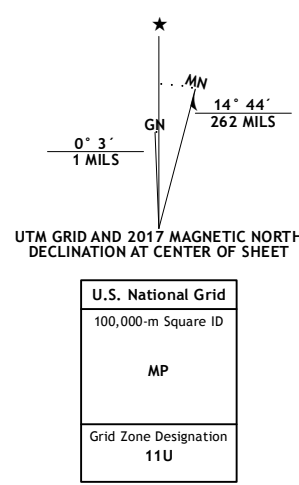 MN
14° 44´
262 MILS
GN
0° 3´
1 MILS
UTM GRID AND 2017 MAGNETIC NORTH
DECLINATION AT CENTER OF SHEET
U.S. National Grid
100,000-m Square ID
MP
Grid Zone Designation
11U